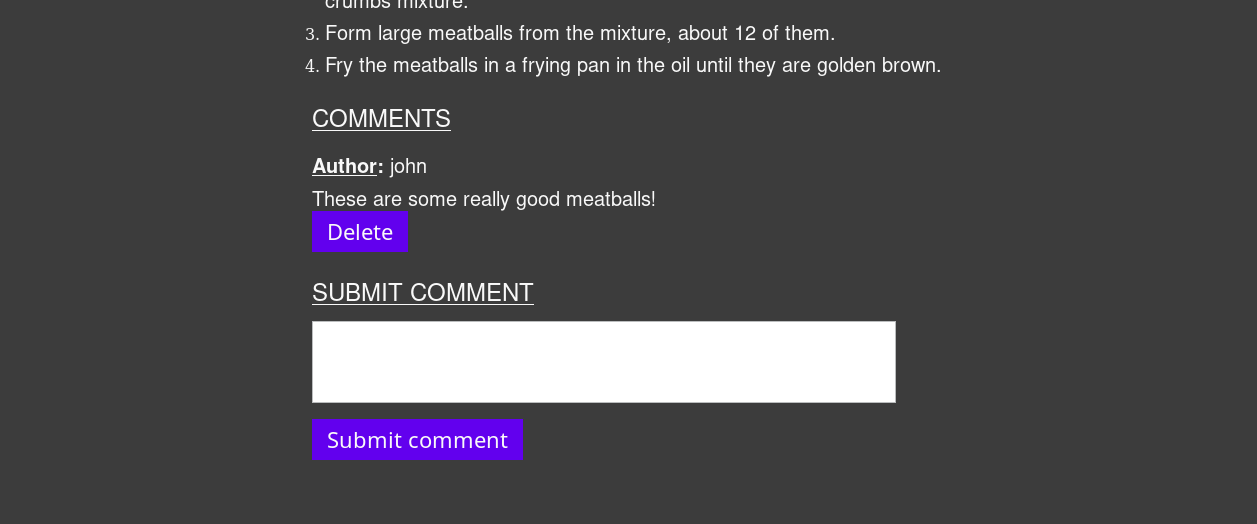 crumbs mixture.
3. Form large meatballs from the mixture, about 12 of them.
4. Fry the meatballs in a frying pan in the oil until they are golden brown.
COMMENTS
Author: john
These are some really good meatballs!
Delete
SUBMIT COMMENT
Submit comment